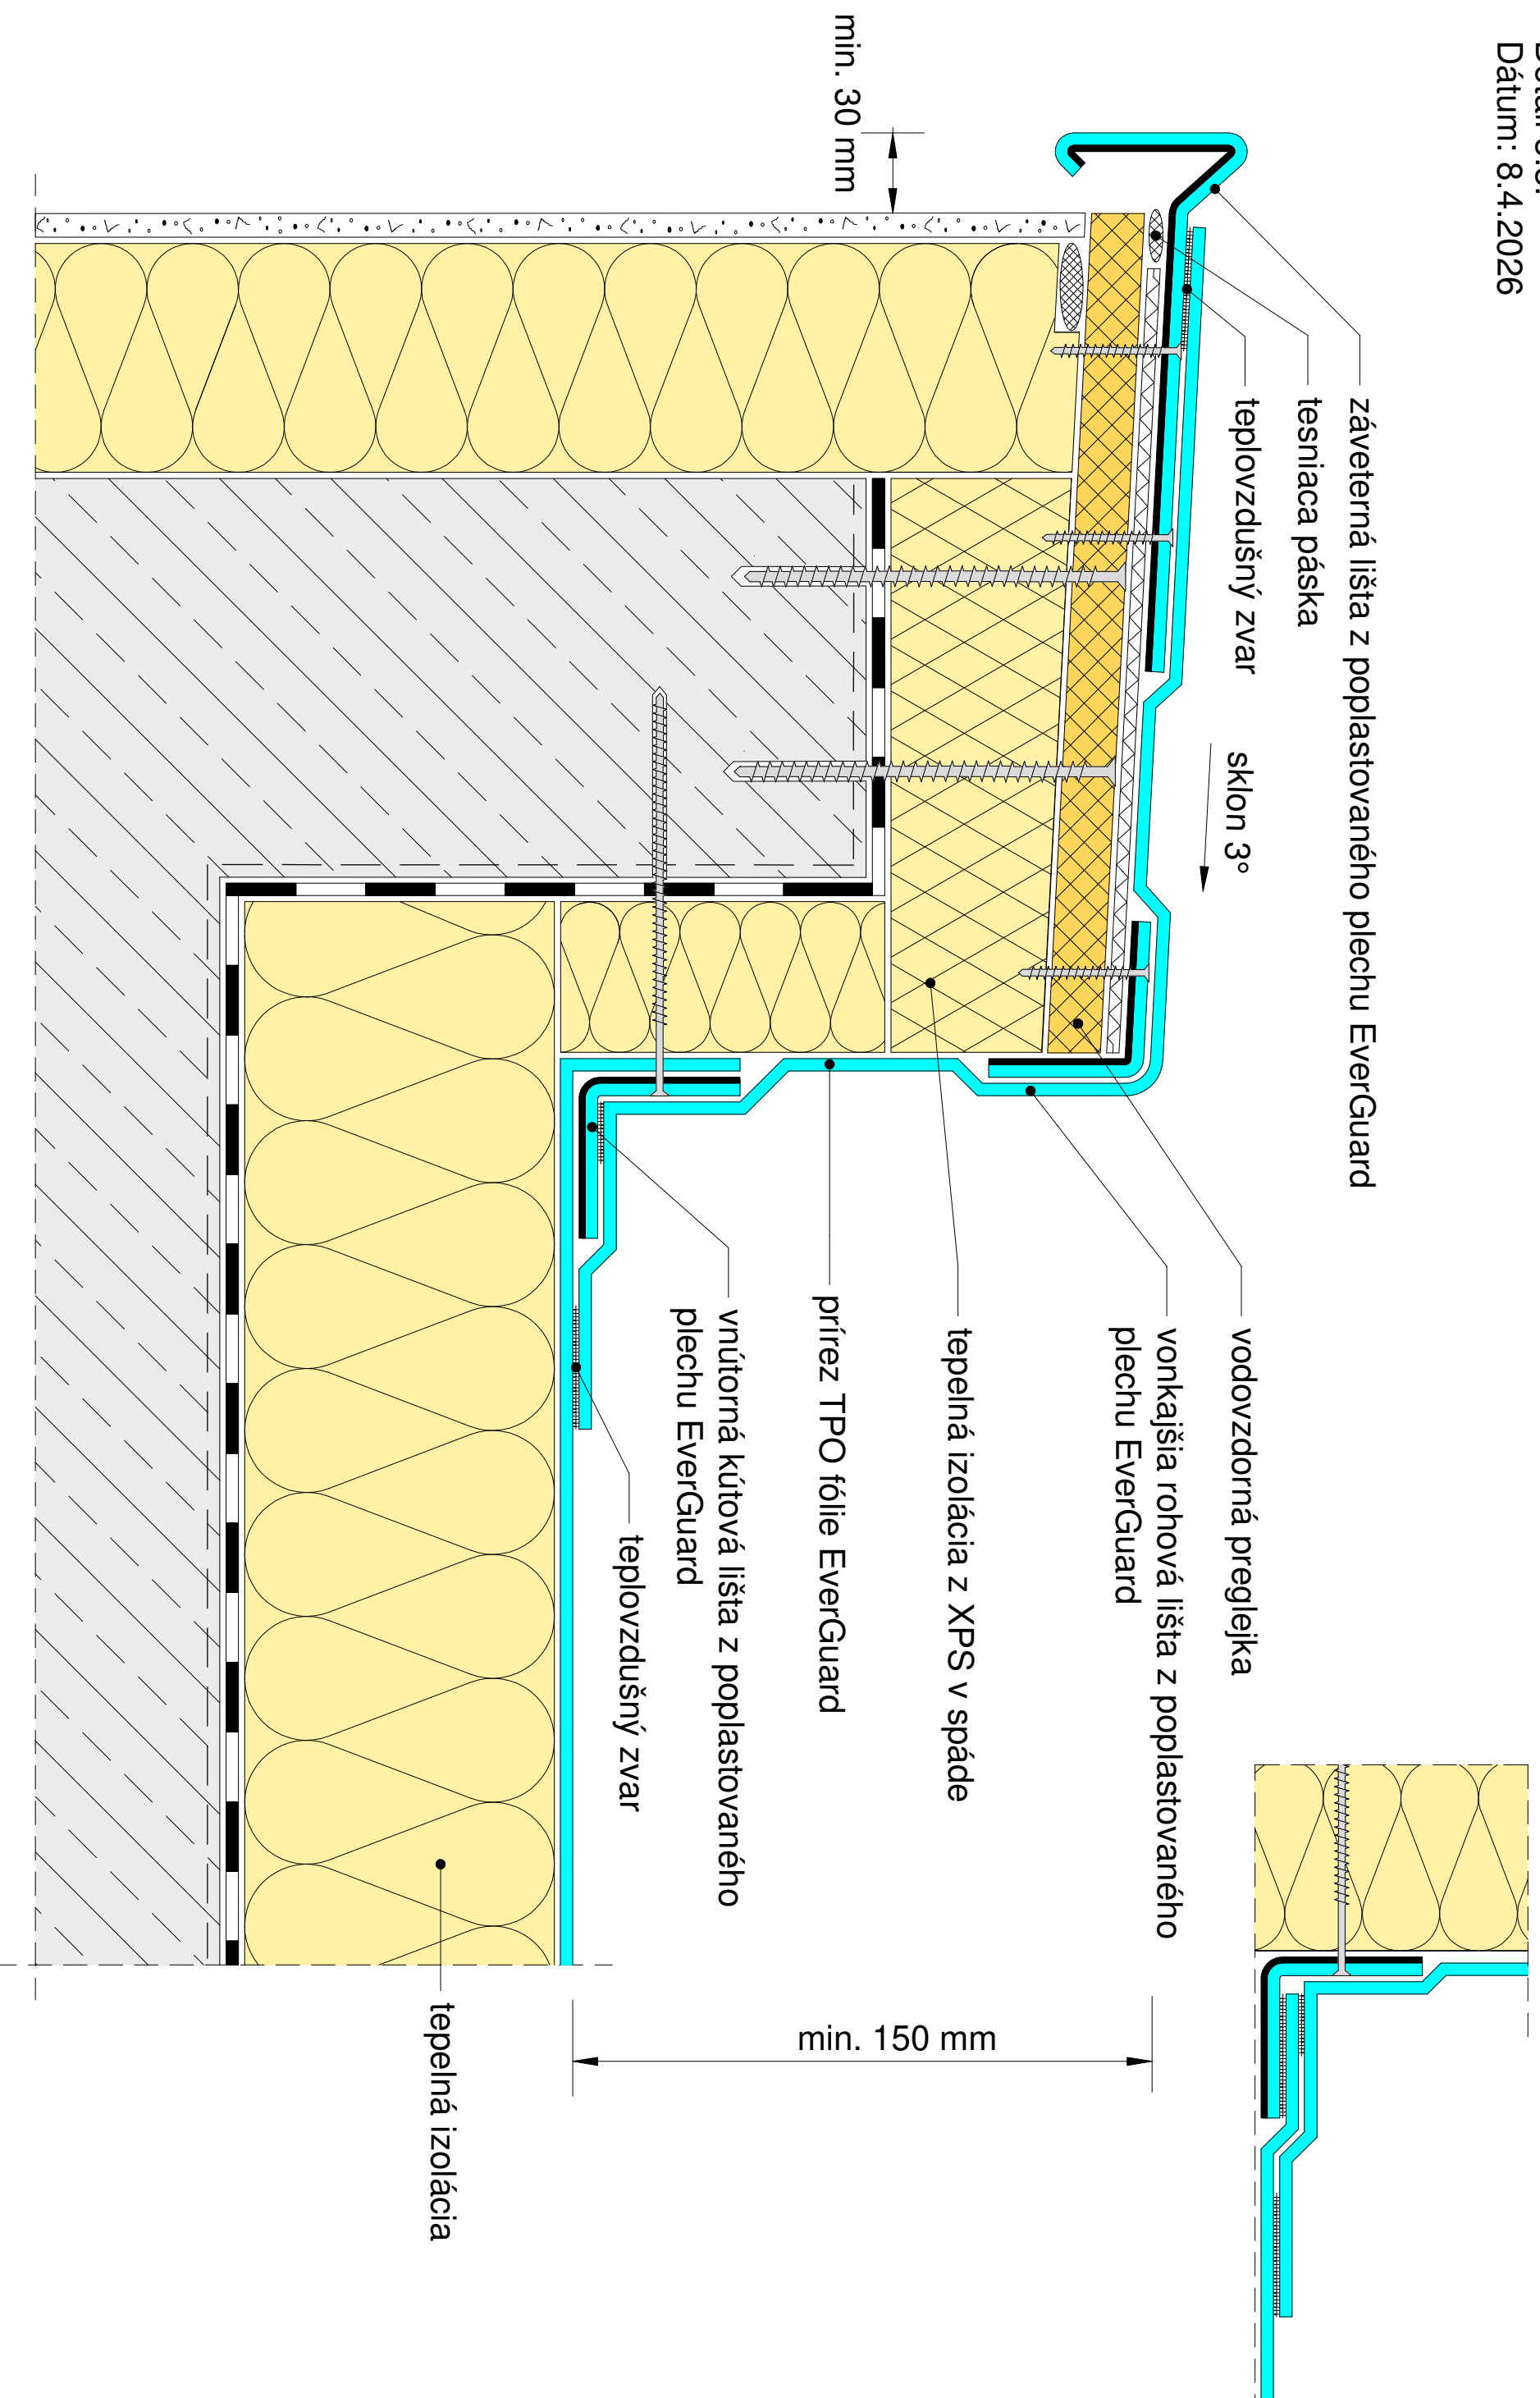 Dátum: 8.4.2026
záveterná lišta z poplastovaného plechu EverGuard
tesniaca páska
teplovzdušný zvar
sklon 3°
min. 30 mm
vodovzdorná preglejka
vonkajšia rohová lišta z poplastovaného
plechu EverGuard
tepelná izolácia z XPS v spáde
prírez TPO fólie EverGuard
vnútorná kútová lišta z poplastovaného
plechu EverGuard
teplovzdušný zvar
min. 150 mm
tepelná izolácia